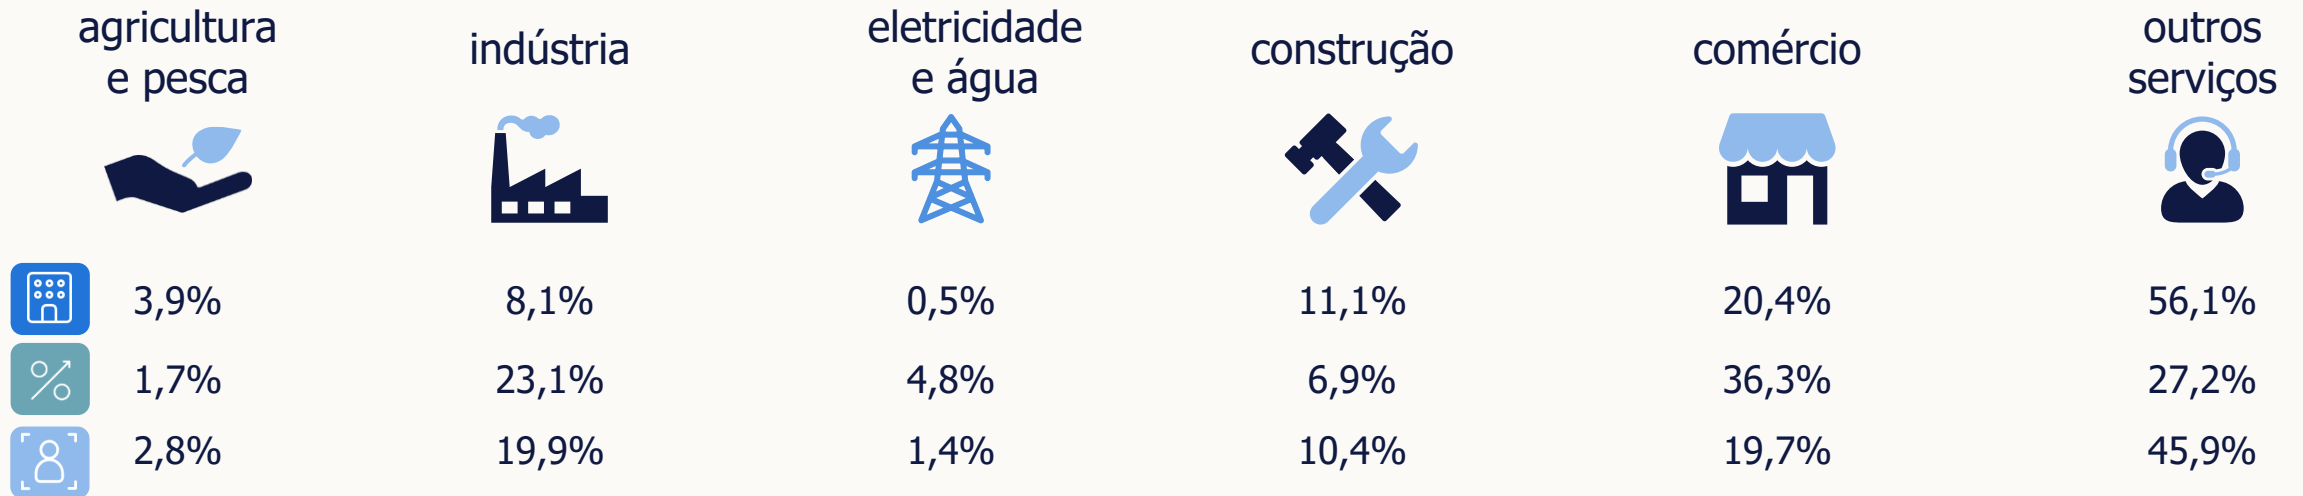 agricultura
e pesca
indústria
eletricidade
e água
construção
comércio
outros
serviços
3,9% 8,1% 0,5% 11,1% 20,4% 56,1%
1,7% 23,1% 4,8% 6,9% 36,3% 27,2%
2,8% 19,9% 1,4% 10,4% 19,7% 45,9%